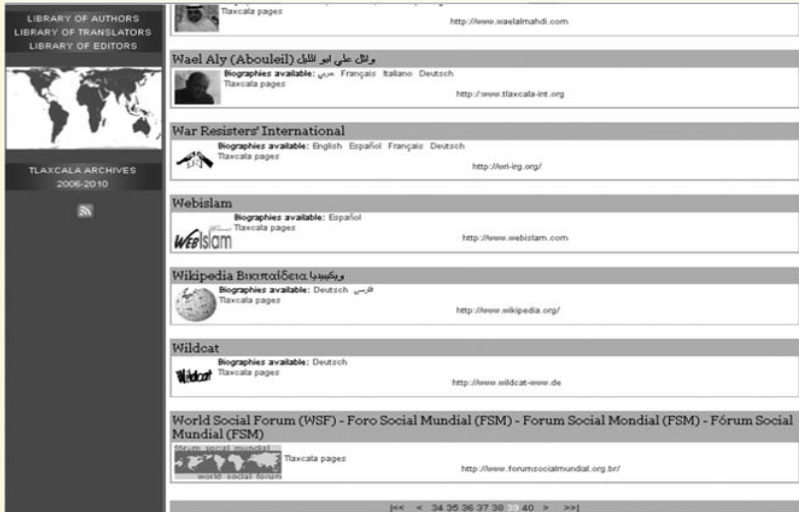 LIBRARY OF AUTHORS
LIBRARY OF TRANSLATORS
LIBRARY OF EDITORS
TLAXCALA ARCHIVES
2006-2010
Tlaxcala pages
http://www.waelalmahdi.com
Wael Aly (Abouleil) وائل علي ابو الليل
Biographies available: عربي Français Italiano Deutsch
Tlaxcala pages
http://www.tlaxcala-int.org
War Resisters' International
Biographies available: English Español Français Deutsch
Tlaxcala pages
http://wri-irg.org/
Webislam
Biographies available: Español
Tlaxcala pages
WebIslam
http://www.webislam.com
Wikipedia Βικιπαίδεια ويكيبيديا
Biographies available: Deutsch فارسی
Tlaxcala pages
http://www.wikipedia.org/
Wildcat
Biographies available: Deutsch
Tlaxcala pages
Wildcat
http://www.wildcat-www.de
World Social Forum (WSF) - Foro Social Mundial (FSM) - Forum Social Mondial (FSM) - Fórum Social
Mundial (FSM)
fórum social mundial
Tlaxcala pages
world social forum
http://www.forumsocialmundial.org.br/
|<< < 34 35 36 37 38 39 40 > >>|